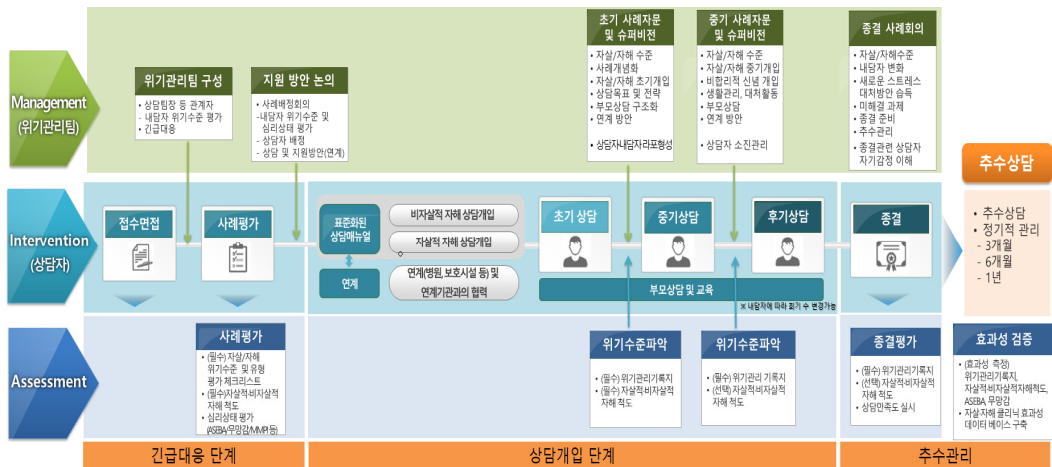 Management
(위기관리팀)
위기관리팀 구성
• 상담팀장 등 관계자
- 내담자 위기수준 평가
• 긴급대응
지원 방안 논의
• 사례배정회의
-내담자 위기수준 및
심리상태 평가
- 상담자 배정
- 상담 및 지원방안(연계)
초기 사례자문
및 슈퍼비전
• 자살/자해 수준
• 사례개념화
• 자살/자해 초기개입
• 상담목표 및 전략
• 부모상담 구조화
• 연계 방안
• 상담자내담자 라포형성
중기 사례자문
및 슈퍼비전
• 자살/자해 수준
• 자살/자해 중기개입
• 비합리적 신념 개입
• 생활관리, 대처활동
• 부모상담
• 연계 방안
• 상담자 소진관리
종결 사례회의
• 자살/자해수준
• 내담자 변화
• 새로운 스트레스
대처방안 습득
• 미해결 과제
• 종결 준비
• 추수관리
• 종결관련 상담자
자기감정 이해
Intervention
(상담자)
접수면접
사례평가
표준화된
상담매뉴얼
연계
비자살적 자해 상담개입
자살적 자해 상담개입
연계(병원, 보호시설 등) 및
연계기관과의 협력
초기 상담
중기상담
후기상담
부모상담 및 교육
※ 내담자에 따라 회기 수 변경가능
종결
추수상담
• 추수상담
• 정기적 관리
- 3개월
- 6개월
- 1년
Assessment
사례평가
• (필수) 자살/자해
위기수준 및 유형
평가 체크리스트
• (필수)자살적·비자살적
자해 척도
• 심리상태 평가
(ASEBA/무망감/MMPI 등)
위기수준파악
• (필수) 위기관리기록지
• (필수) 자살적·비자살적
자해 척도
위기수준파악
• (필수) 위기관리 기록지
• (선택) 자살적·비자살적
자해 척도
종결평가
• (필수) 위기관리기록지
• (선택) 자살적·비자살적
자해 척도
• 상담만족도 실시
효과성 검증
• (효과성 측정)
위기관리기록지,
자살적·비자살적자해척도,
ASEBA, 무망감
• 자살·자해 클리닉 효과성
데이터 베이스 구축
긴급대응 단계
상담개입 단계
추수관리